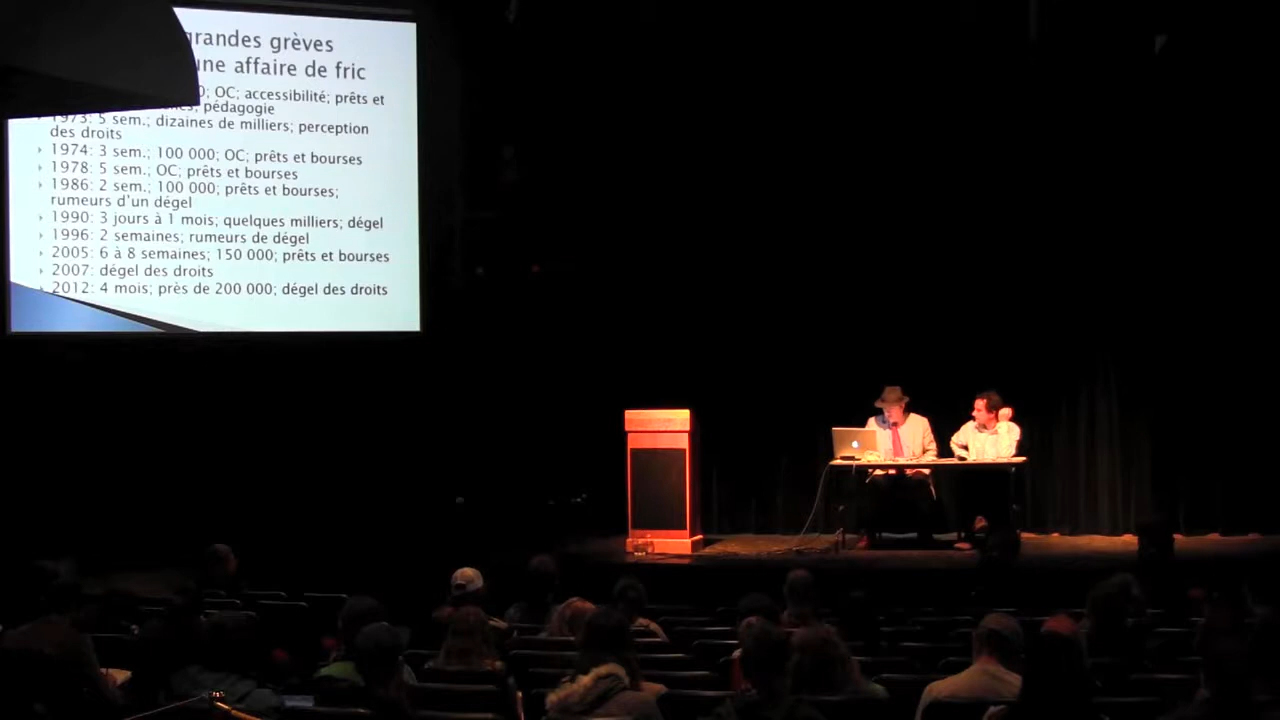 grandes grèves
une affaire de fric
OC; accessibilité; prêts et
pédagogie
1973: 5 sem.; dizaines de milliers; perception
des droits
1974: 3 sem.; 100 000; OC; prêts et bourses
1978: 5 sem.; OC; prêts et bourses
1986: 2 sem.; 100 000; prêts et bourses;
rumeurs d'un dégel
1990: 3 jours à 1 mois; quelques milliers; dégel
1996: 2 semaines; rumeurs de dégel
2005: 6 à 8 semaines; 150 000; prêts et bourses
2007: dégel des droits
2012: 4 mois; près de 200 000; dégel des droits